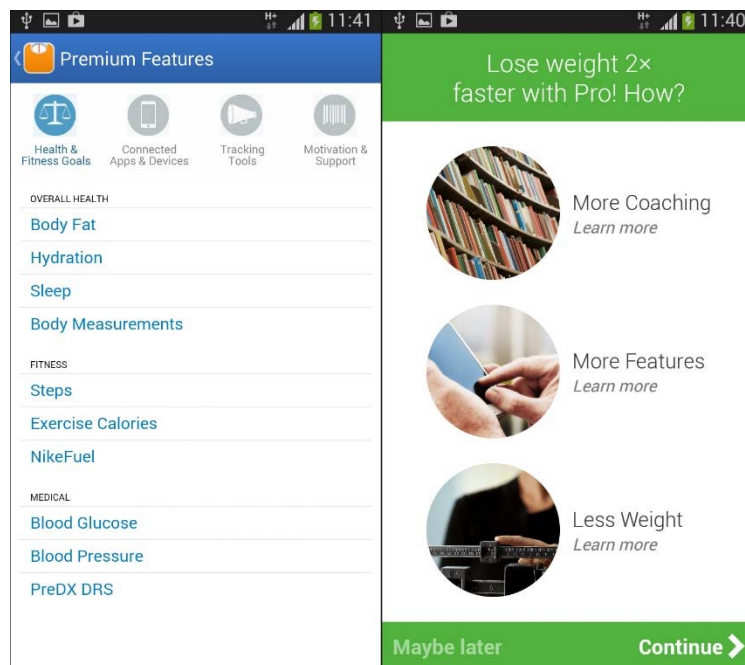 11:41
Premium Features
Health &
Fitness Goals
Connected
Apps & Devices
Tracking
Tools
Motivation &
Support
OVERALL HEALTH
Body Fat
Hydration
Sleep
Body Measurements
FITNESS
Steps
Exercise Calories
NikeFuel
MEDICAL
Blood Glucose
Blood Pressure
PreDX DRS
H+ 11:40
Lose weight 2×
faster with Pro! How?
More Coaching
Learn more
More Features
Learn more
Less Weight
Learn more
Maybe later
Continue